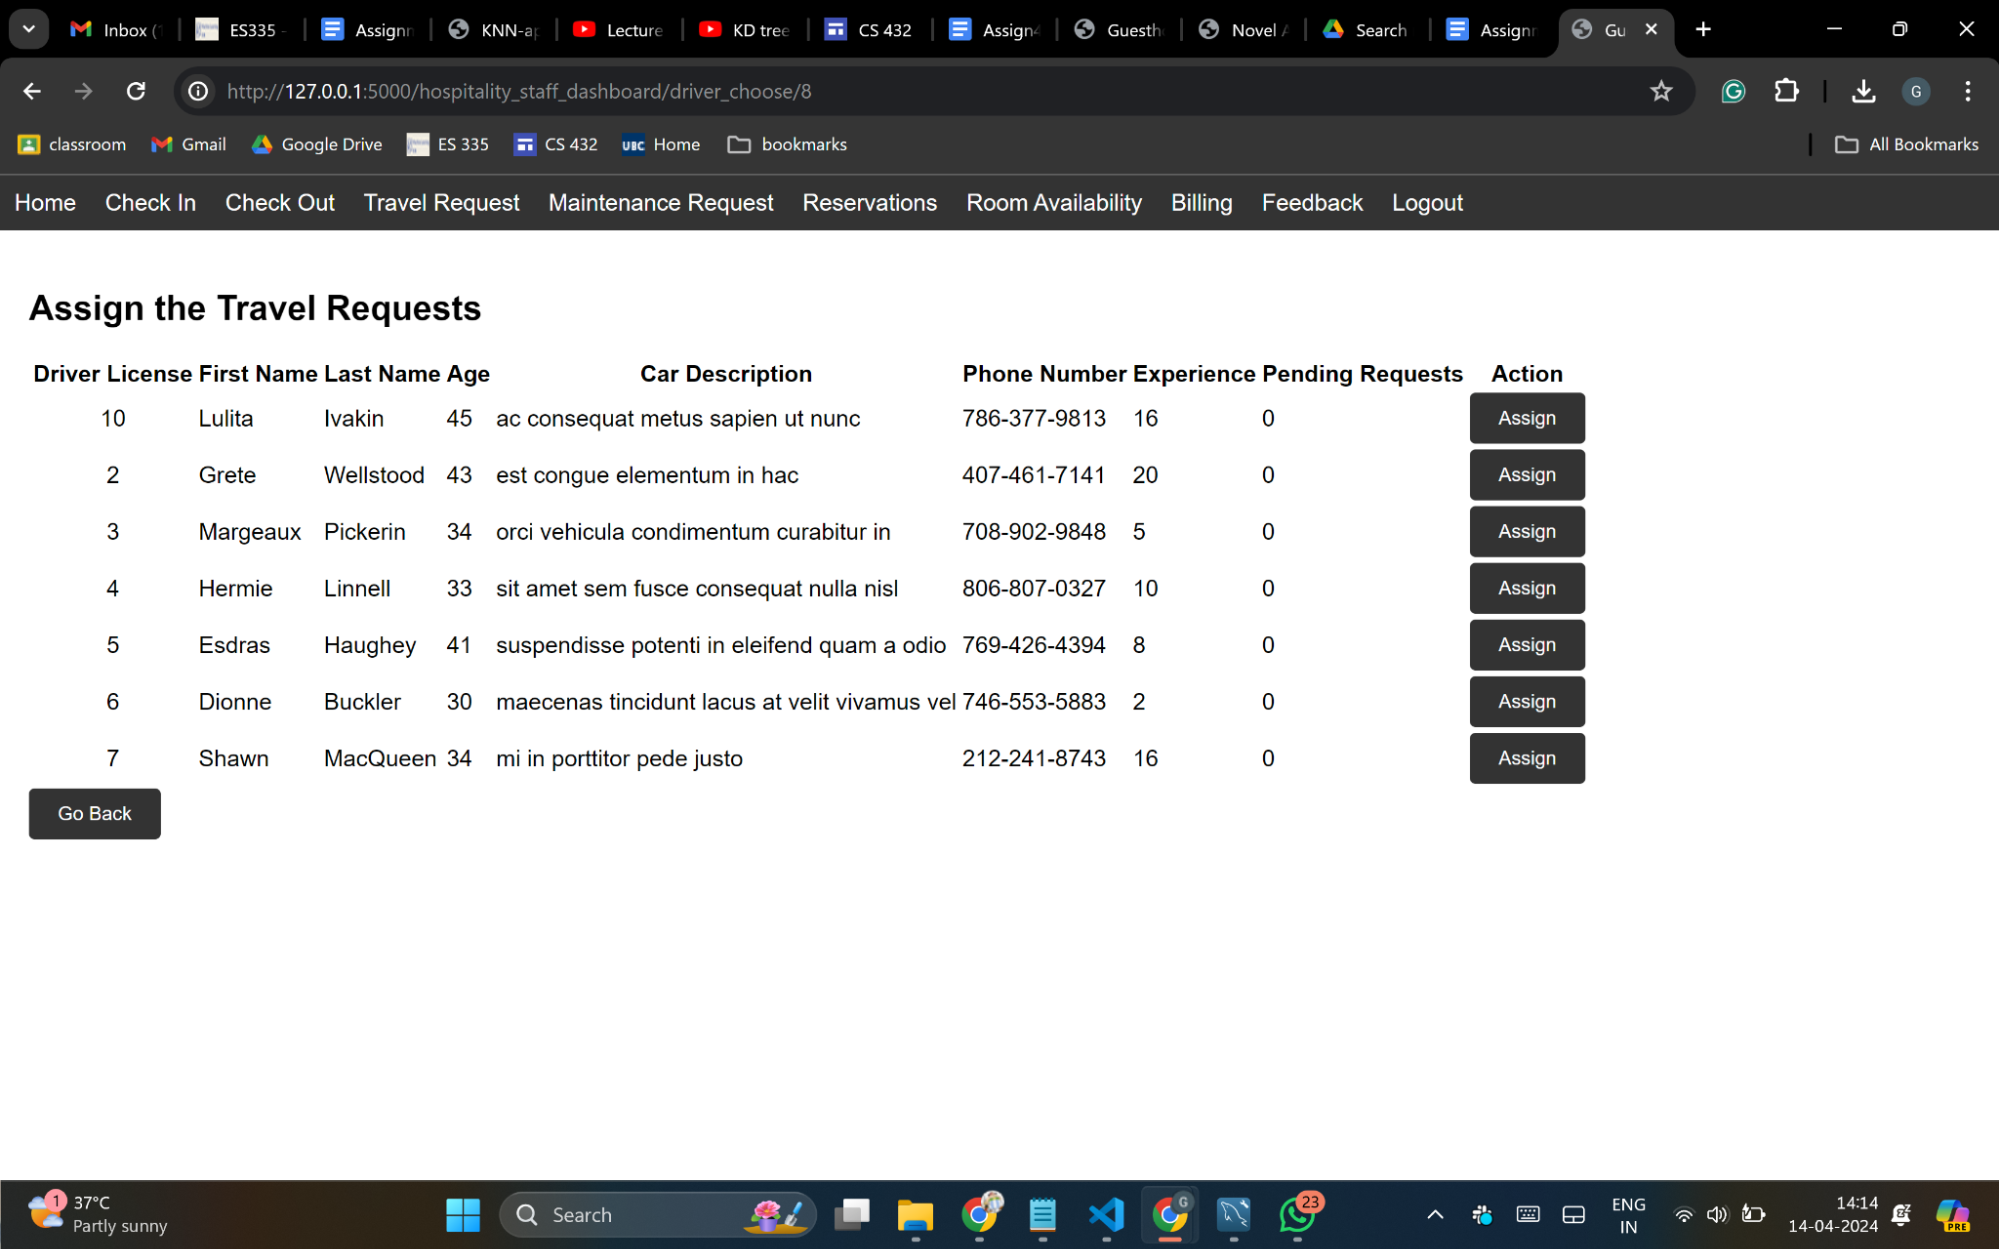 Inbox (
ES335 -
Assignn
KNN-ap
Lecture
KD tree
CS 432
Assign4
Guesth
Novel A
Search
Assignn
Gu
http://127.0.0.1:5000/hospitality_staff_dashboard/driver_choose/8
G
classroom
Gmail
Google Drive
ES 335
CS 432
UBC Home
bookmarks
All Bookmarks
Home Check In Check Out Travel Request Maintenance Request Reservations Room Availability Billing Feedback Logout
Assign the Travel Requests
Driver License First Name Last Name Age Car Description Phone Number Experience Pending Requests Action
10 Lulita Ivakin 45 ac consequat metus sapien ut nunc 786-377-9813 16 0 Assign
2 Grete Wellstood 43 est congue elementum in hac 407-461-7141 20 0 Assign
3 Margeaux Pickerin 34 orci vehicula condimentum curabitur in 708-902-9848 5 0 Assign
4 Hermie Linnell 33 sit amet sem fusce consequat nulla nisl 806-807-0327 10 0 Assign
5 Esdras Haughey 41 suspendisse potenti in eleifend quam a odio 769-426-4394 8 0 Assign
6 Dionne Buckler 30 maecenas tincidunt lacus at velit vivamus vel 746-553-5883 2 0 Assign
7 Shawn MacQueen 34 mi in porttitor pede justo 212-241-8743 16 0 Assign
Go Back
1
37°C
Partly sunny
Search
G
23
ENG
IN
14:14
14-04-2024
PRE